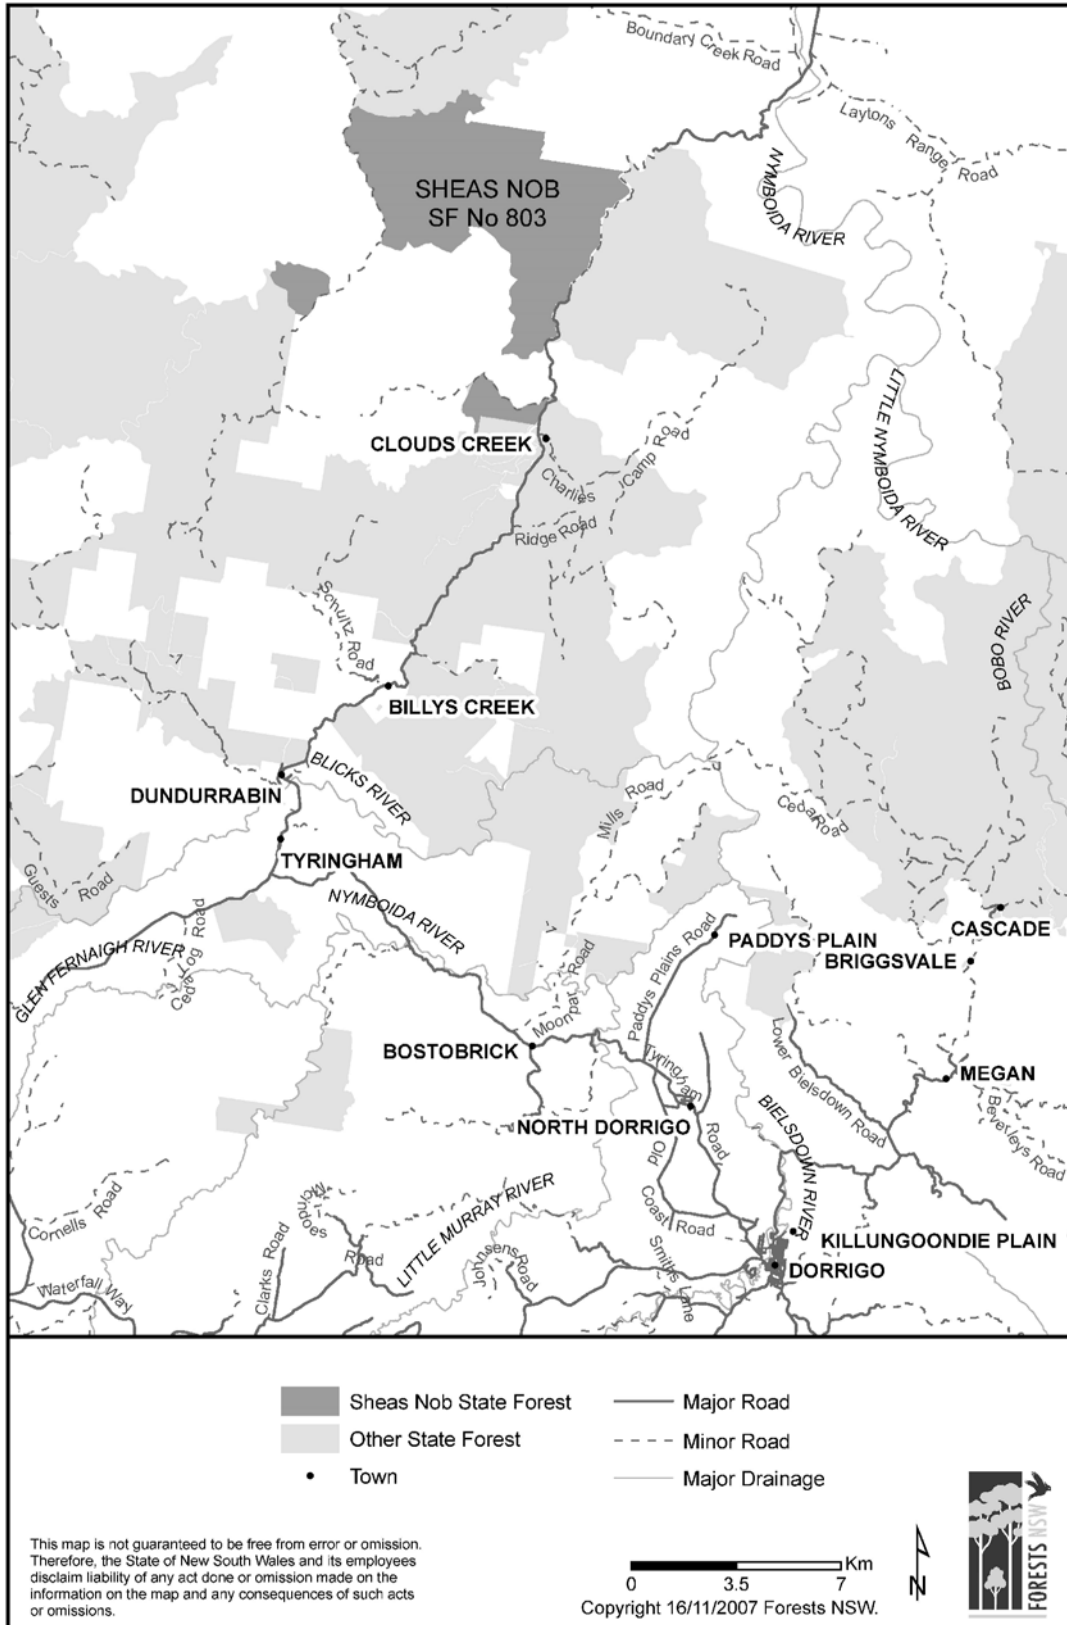 Boundary Creek Road
Laytons Range Road
NYMBOIDA RIVER
SHEAS NOB
SF No 803
LITTLE NYMBOIDA RIVER
CLOUDS CREEK
Charlies Camp Road
Ridge Road
Schultz Road
BOBO RIVER
BILLYS CREEK
BLICKS RIVER
DUNDURRABIN
Mills Road
Cedar Road
TYRINGHAM
Guests Road
NYMBOIDA RIVER
CASCADE
PADDYS PLAIN
BRIGGSVALE
GLEN FERNAIGH RIVER
Cedar Log Road
Paddys Plains Road
Moonpar Road
BOSTOBRICK
Tyringham Road
Lower Bielsdown Road
MEGAN
Beverleys Road
NORTH DORRIGO
BIELSDOWN RIVER
Old Coast Road
McIndoes Road
Cornells Road
Clarks Road
LITTLE MURRAY RIVER
Johnsens Road
Smiths Lane
KILLUNGOONDIE PLAIN
DORRIGO
Waterfall Way
Sheas Nob State Forest
Major Road
Other State Forest
Minor Road
Town
Major Drainage
This map is not guaranteed to be free from error or omission.
Therefore, the State of New South Wales and its employees
disclaim liability of any act done or omission made on the
information on the map and any consequences of such acts
or omissions.
Km
0 3.5 7
Copyright 16/11/2007 Forests NSW.
N
FORESTS NSW